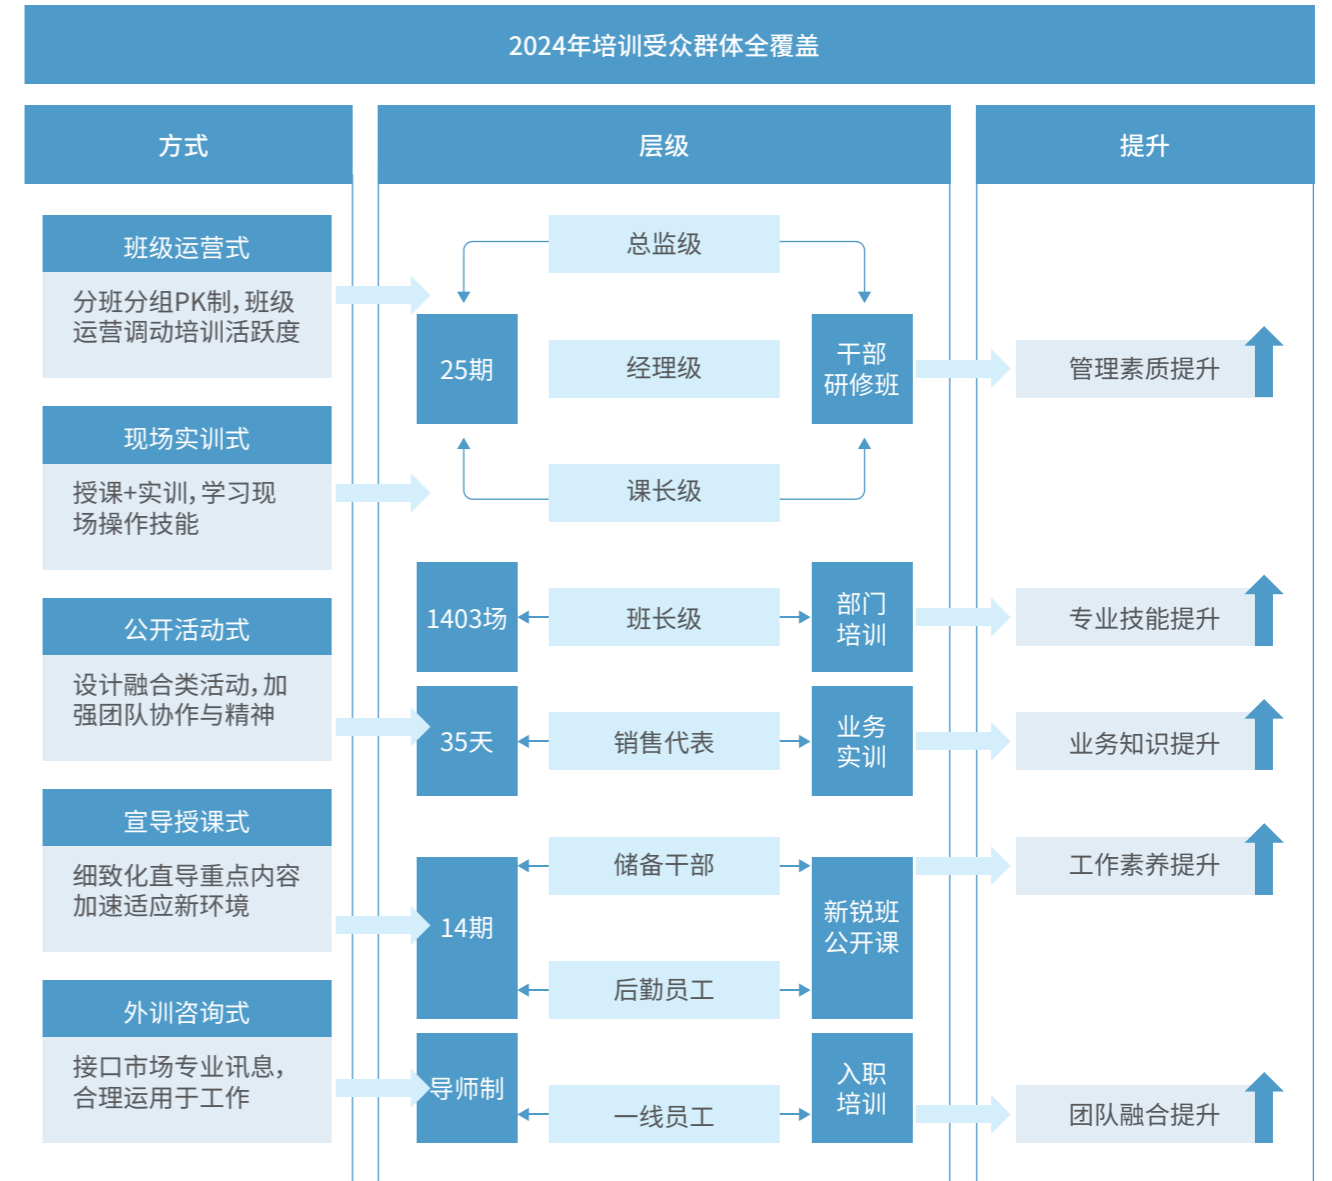 2024年培训受众群体全覆盖
方式
层级
提升
班级运营式
分班分组PK制，班级
运营调动培训活跃度
现场实训式
授课+实训，学习现
场操作技能
公开活动式
设计融合类活动，加
强团队协作与精神
宣导授课式
细致化直导重点内容
加速适应新环境
外训咨询式
接口市场专业讯息，
合理运用于工作
总监级
25期
经理级
干部
研修班
课长级
1403场
班长级
部门
培训
35天
销售代表
业务
实训
储备干部
14期
新锐班
公开课
后勤员工
导师制
一线员工
入职
培训
管理素质提升
专业技能提升
业务知识提升
工作素养提升
团队融合提升